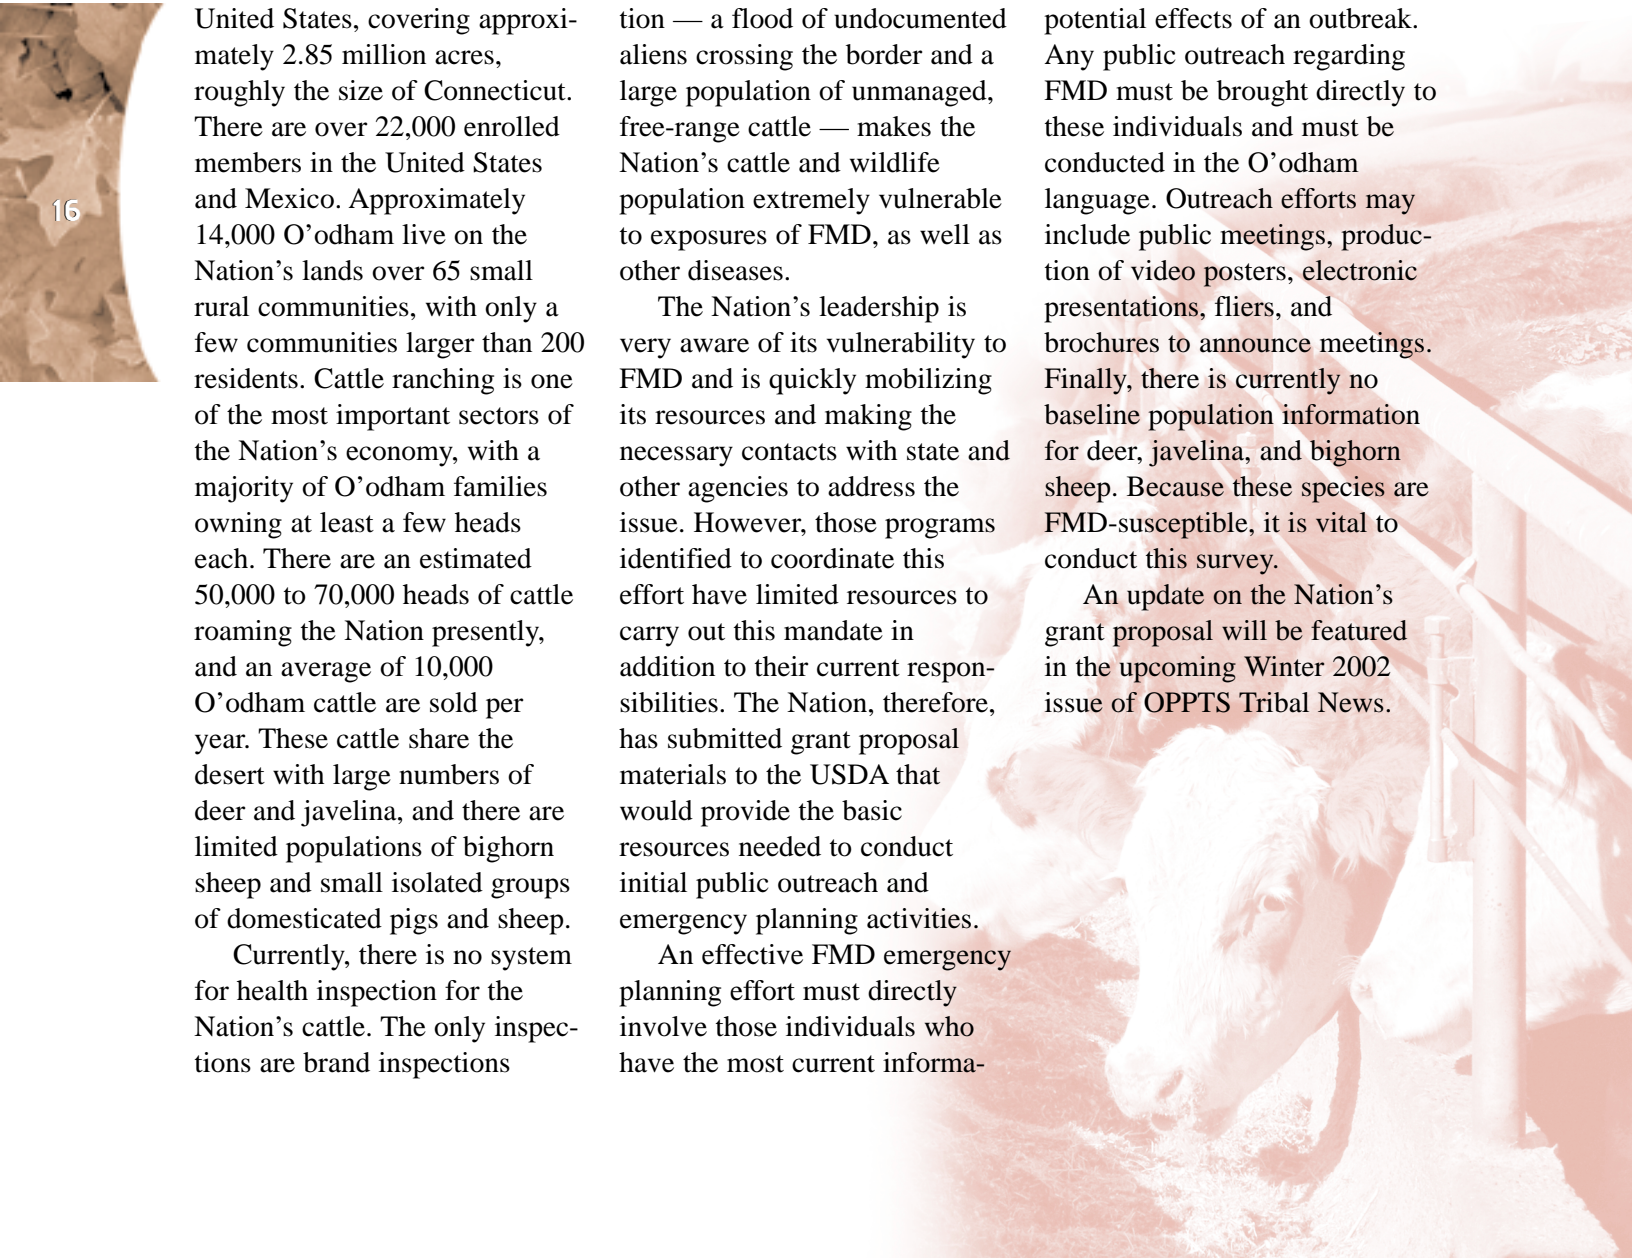 16
United States, covering approxi-
mately 2.85 million acres,
roughly the size of Connecticut.
There are over 22,000 enrolled
members in the United States
and Mexico. Approximately
14,000 O’odham live on the
Nation’s lands over 65 small
rural communities, with only a
few communities larger than 200
residents. Cattle ranching is one
of the most important sectors of
the Nation’s economy, with a
majority of O’odham families
owning at least a few heads
each. There are an estimated
50,000 to 70,000 heads of cattle
roaming the Nation presently,
and an average of 10,000
O’odham cattle are sold per
year. These cattle share the
desert with large numbers of
deer and javelina, and there are
limited populations of bighorn
sheep and small isolated groups
of domesticated pigs and sheep.
Currently, there is no system
for health inspection for the
Nation’s cattle. The only inspec-
tions are brand inspections
tion — a flood of undocumented
aliens crossing the border and a
large population of unmanaged,
free-range cattle — makes the
Nation’s cattle and wildlife
population extremely vulnerable
to exposures of FMD, as well as
other diseases.
The Nation’s leadership is
very aware of its vulnerability to
FMD and is quickly mobilizing
its resources and making the
necessary contacts with state and
other agencies to address the
issue. However, those programs
identified to coordinate this
effort have limited resources to
carry out this mandate in
addition to their current respon-
sibilities. The Nation, therefore,
has submitted grant proposal
materials to the USDA that
would provide the basic
resources needed to conduct
initial public outreach and
emergency planning activities.
An effective FMD emergency
planning effort must directly
involve those individuals who
have the most current informa-
potential effects of an outbreak.
Any public outreach regarding
FMD must be brought directly to
these individuals and must be
conducted in the O’odham
language. Outreach efforts may
include public meetings, produc-
tion of video posters, electronic
presentations, fliers, and
brochures to announce meetings.
Finally, there is currently no
baseline population information
for deer, javelina, and bighorn
sheep. Because these species are
FMD-susceptible, it is vital to
conduct this survey.
An update on the Nation’s
grant proposal will be featured
in the upcoming Winter 2002
issue of OPPTS Tribal News.